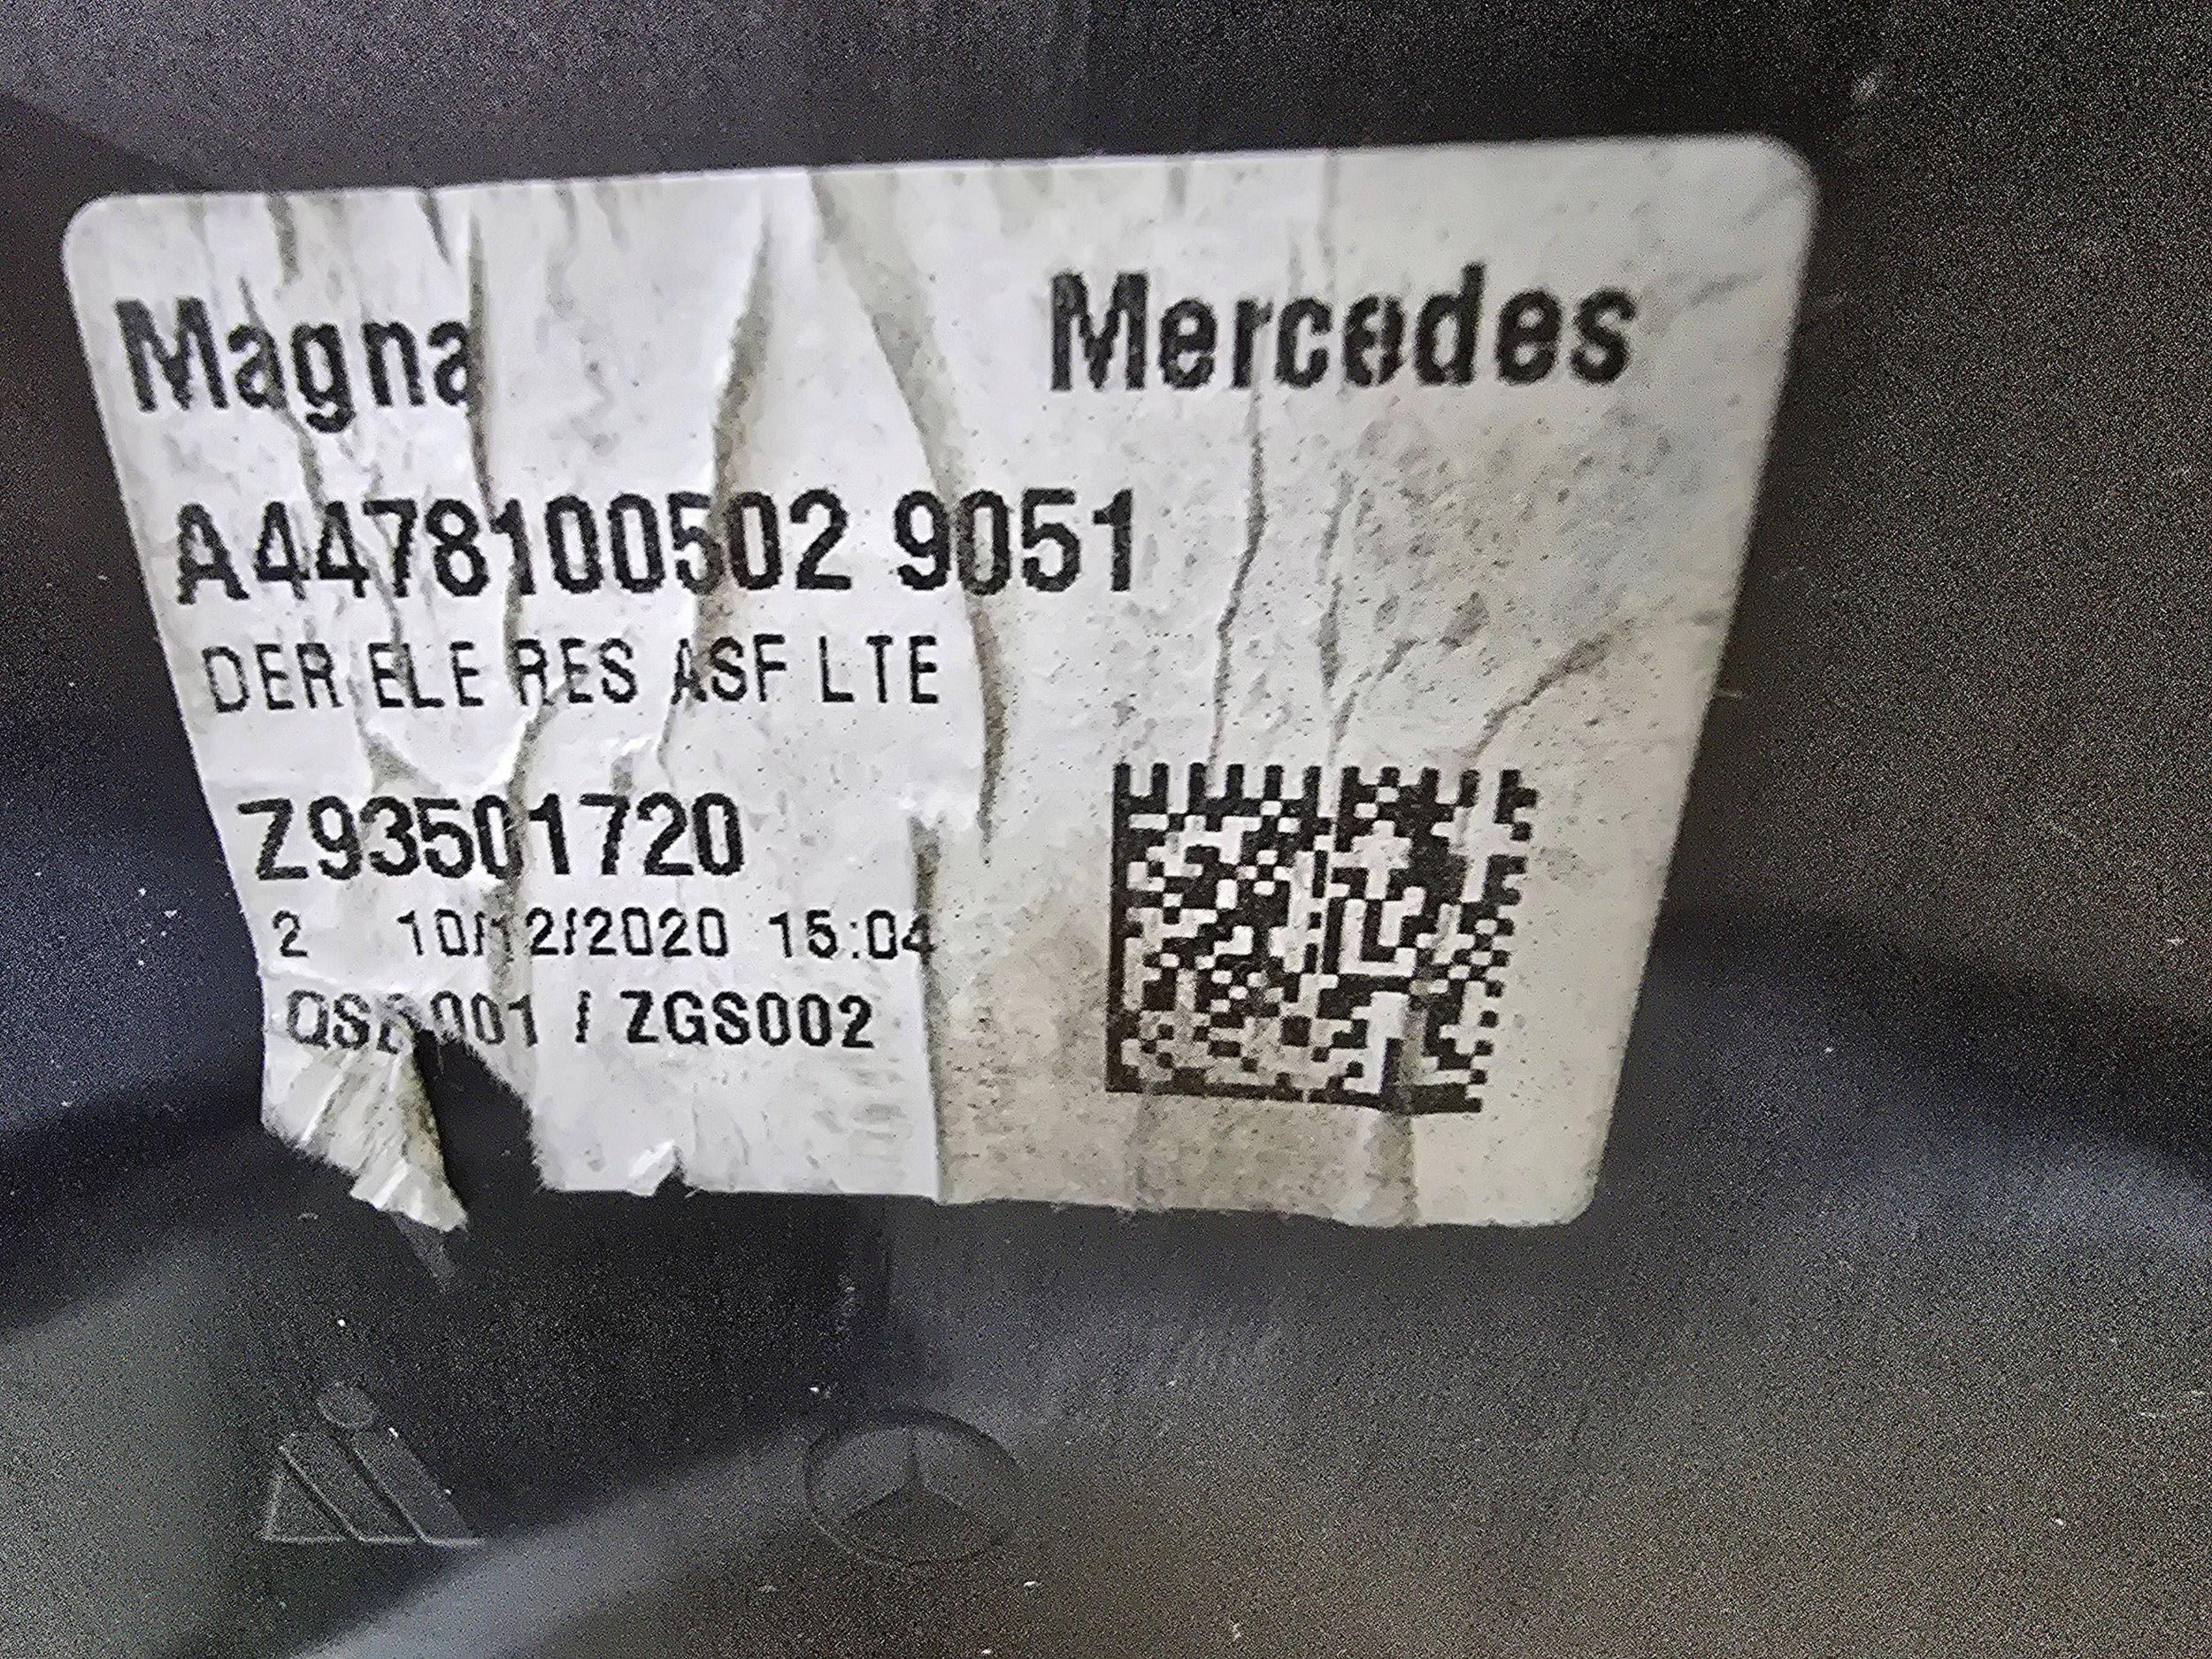 Magna Mercedes
A4478100502 9051
DER ELE RES ASF LTE
Z93501720
2 10/12/2020 15:04
/ ZGS002